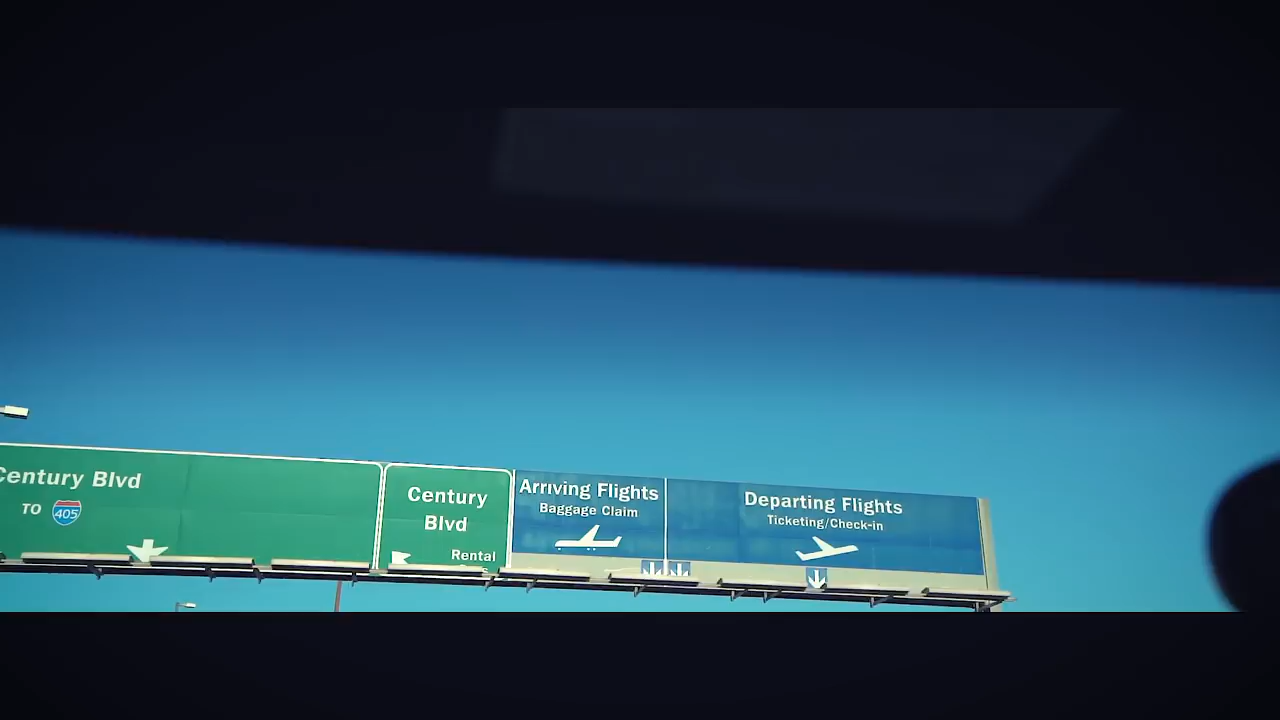 Century Blvd
TO 405
Century
Blvd
Rental
Arriving Flights
Baggage Claim
Departing Flights
Ticketing/Check-in